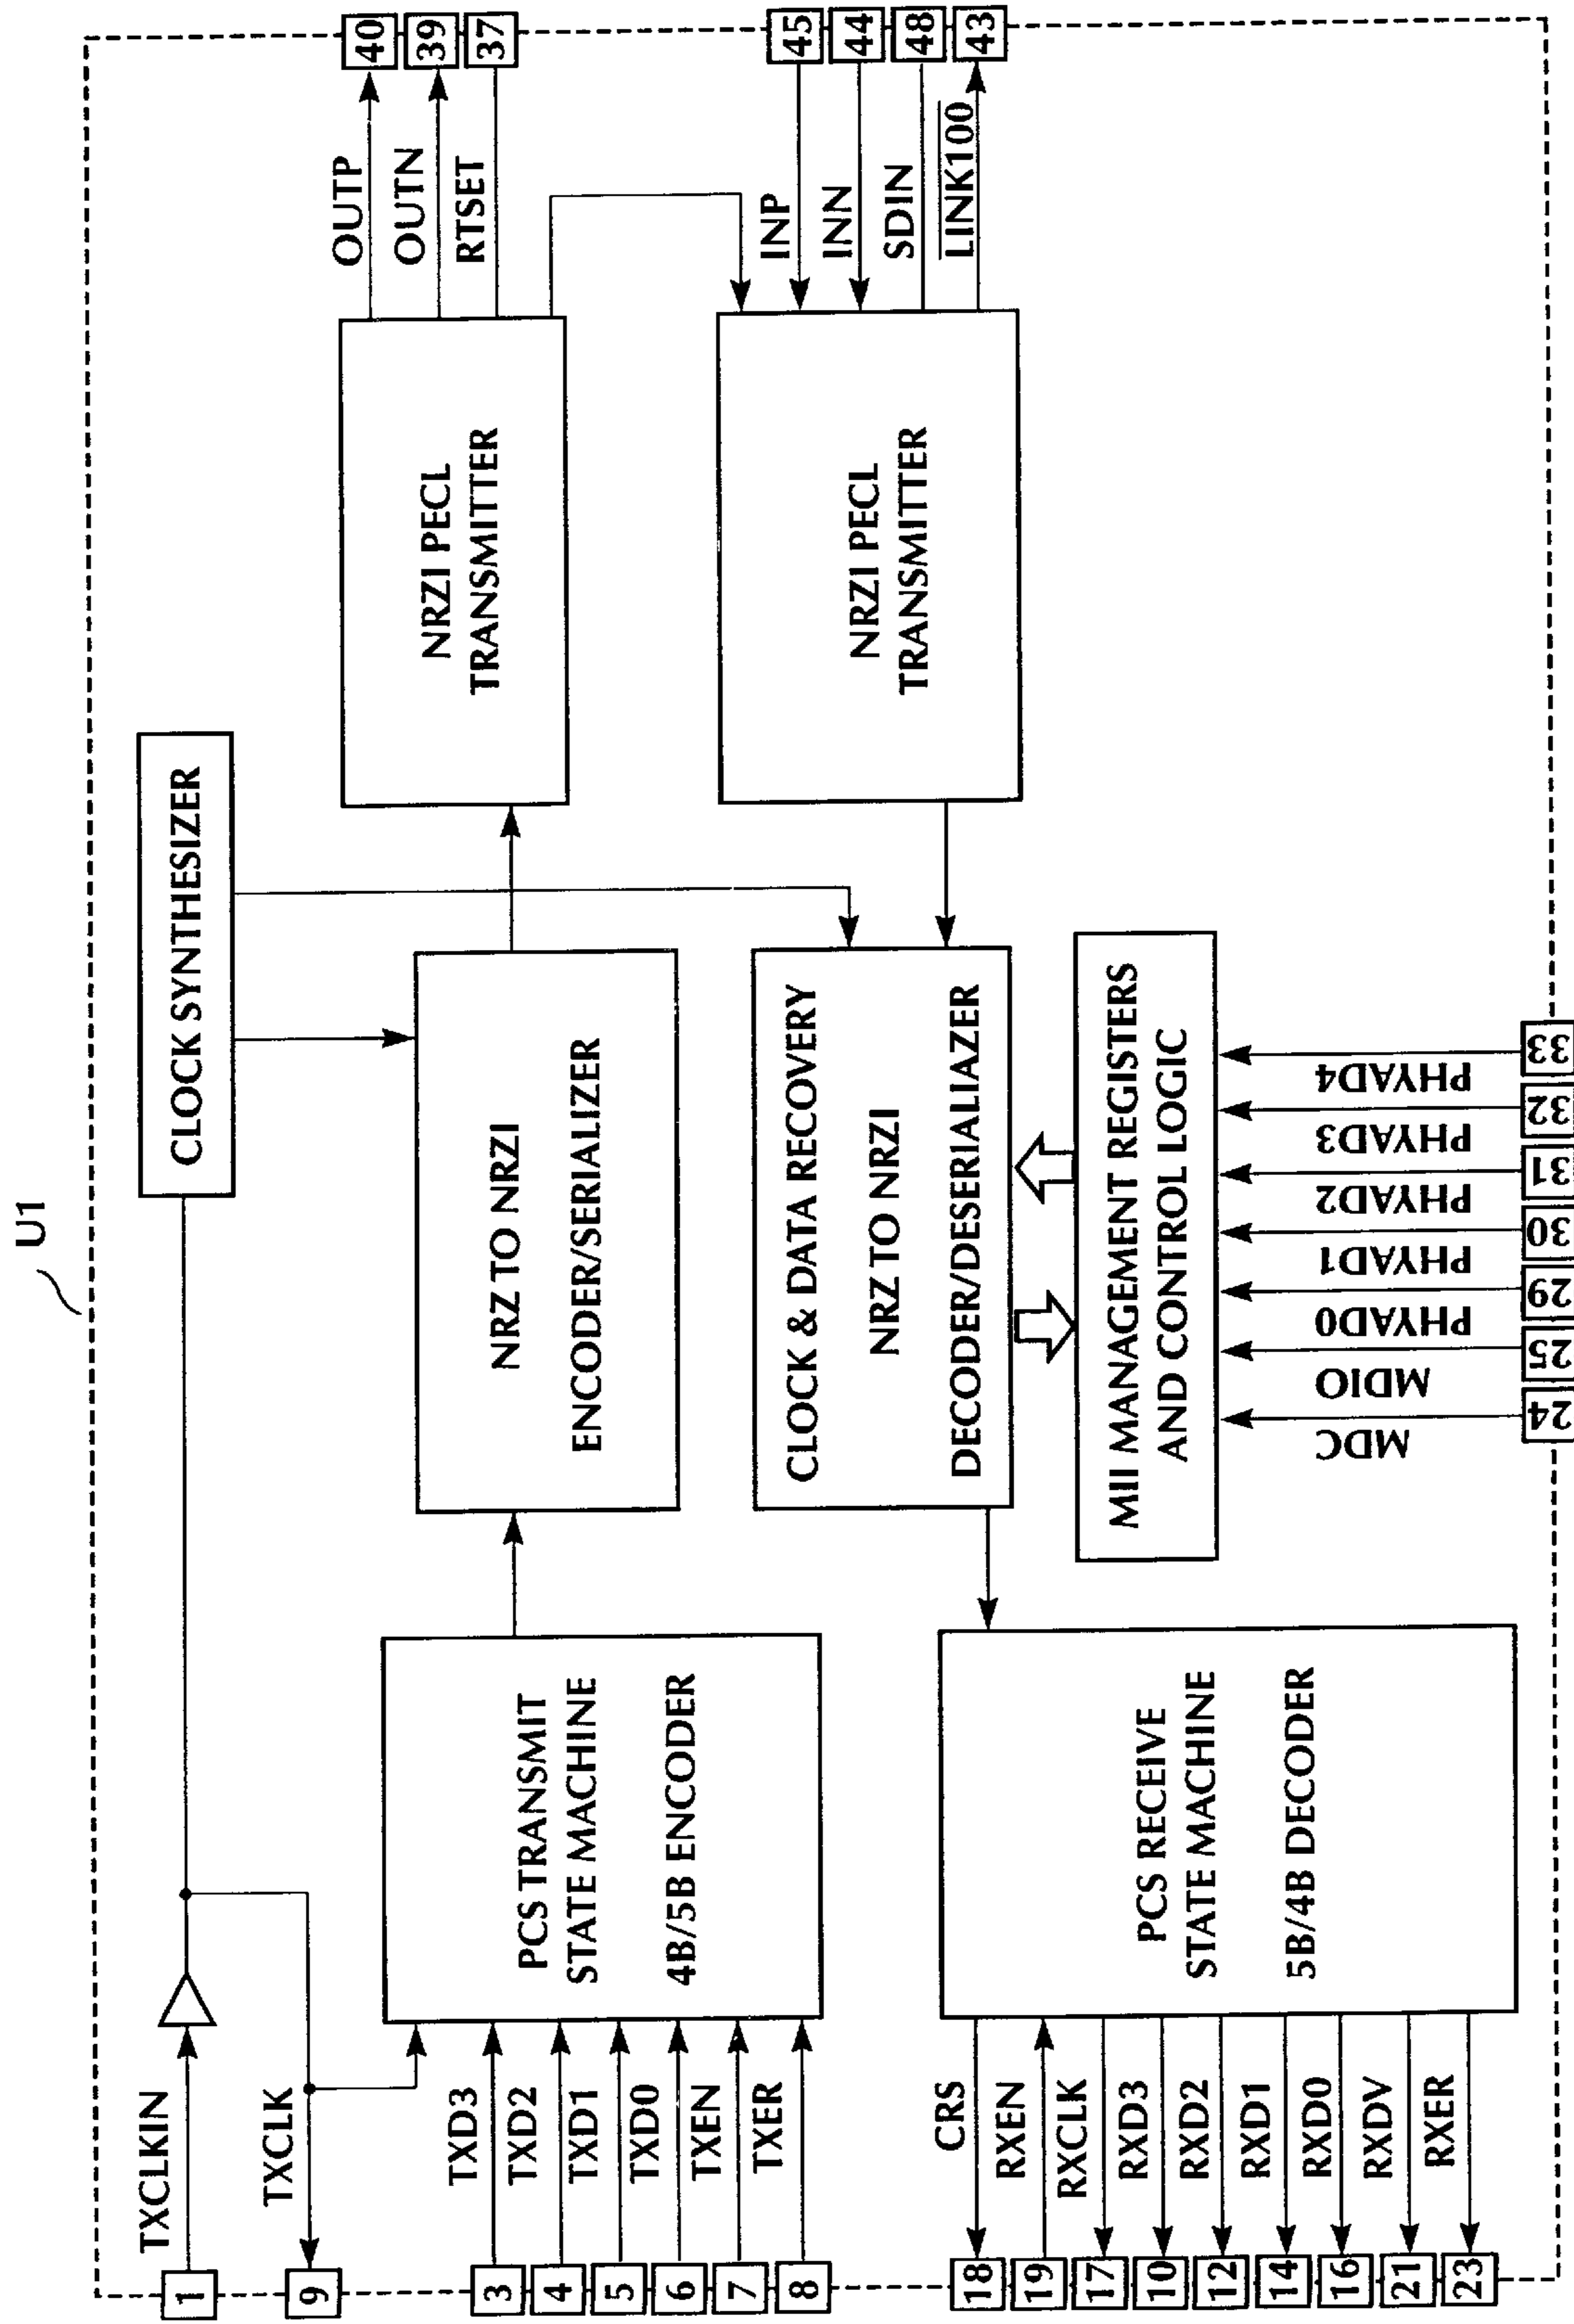 U1
TXCLKIN
1
TXCLK
9
CLOCK SYNTHESIZER
TXD3
3
TXD2
4
TXD1
5
TXD0
6
TXEN
7
TXER
8
PCS TRANSMIT
STATE MACHINE
4B/5B ENCODER
NRZ TO NRZI
ENCODER/SERIALIZER
NRZI PECL
TRANSMITTER
OUTP
40
OUTN
39
RTSET
37
INP
45
INN
44
SDIN
48
LINK100
43
NRZI PECL
TRANSMITTER
CLOCK & DATA RECOVERY
NRZ TO NRZI
DECODER/DESERIALIAZER
MII MANAGEMENT REGISTERS
AND CONTROL LOGIC
CRS
18
RXEN
19
RXCLK
17
RXD3
10
RXD2
12
RXD1
14
RXD0
16
RXDV
21
RXER
23
PCS RECEIVE
STATE MACHINE
5B/4B DECODER
MDC
24
MDIO
25
PHYAD0
29
PHYAD1
30
PHYAD2
31
PHYAD3
32
PHYAD4
33